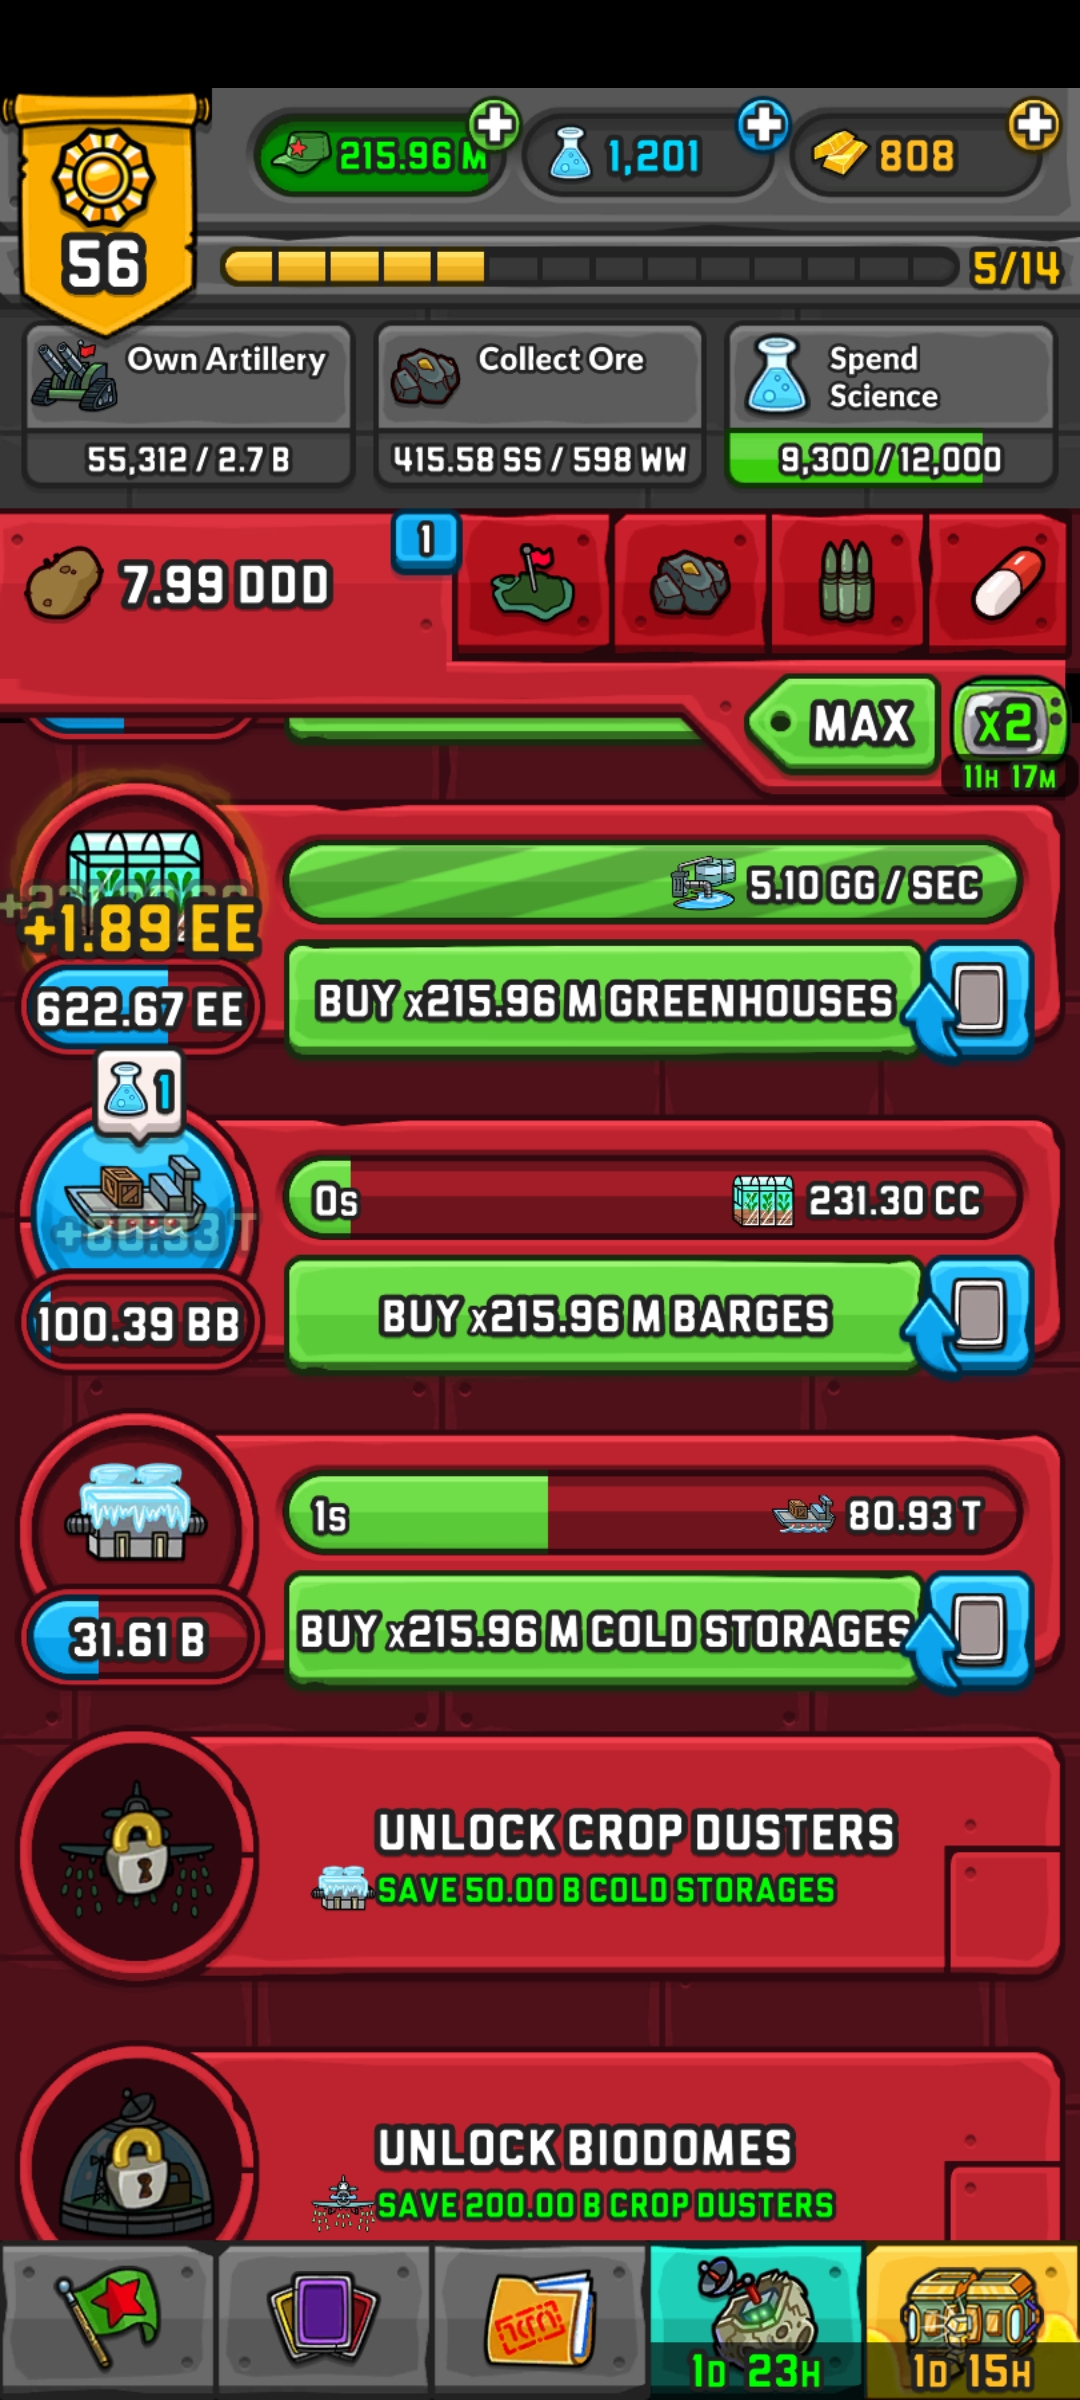 215.96 M
1,201
808
56
5/14
Own Artillery
55,312 / 2.7 B
Collect Ore
415.58 SS / 598 WW
Spend
Science
9,300 / 12,000
7.99 DDD
1
MAX
x2
11H 17M
5.10 GG / SEC
+1.89 EE
622.67 EE
BUY x215.96 M GREENHOUSES
1
0s
231.30 CC
+80.93 T
100.39 BB
BUY x215.96 M BARGES
1s
80.93 T
31.61 B
BUY x215.96 M COLD STORAGES
UNLOCK CROP DUSTERS
SAVE 50.00 B COLD STORAGES
UNLOCK BIODOMES
SAVE 200.00 B CROP DUSTERS
1D 23H
1D 15H